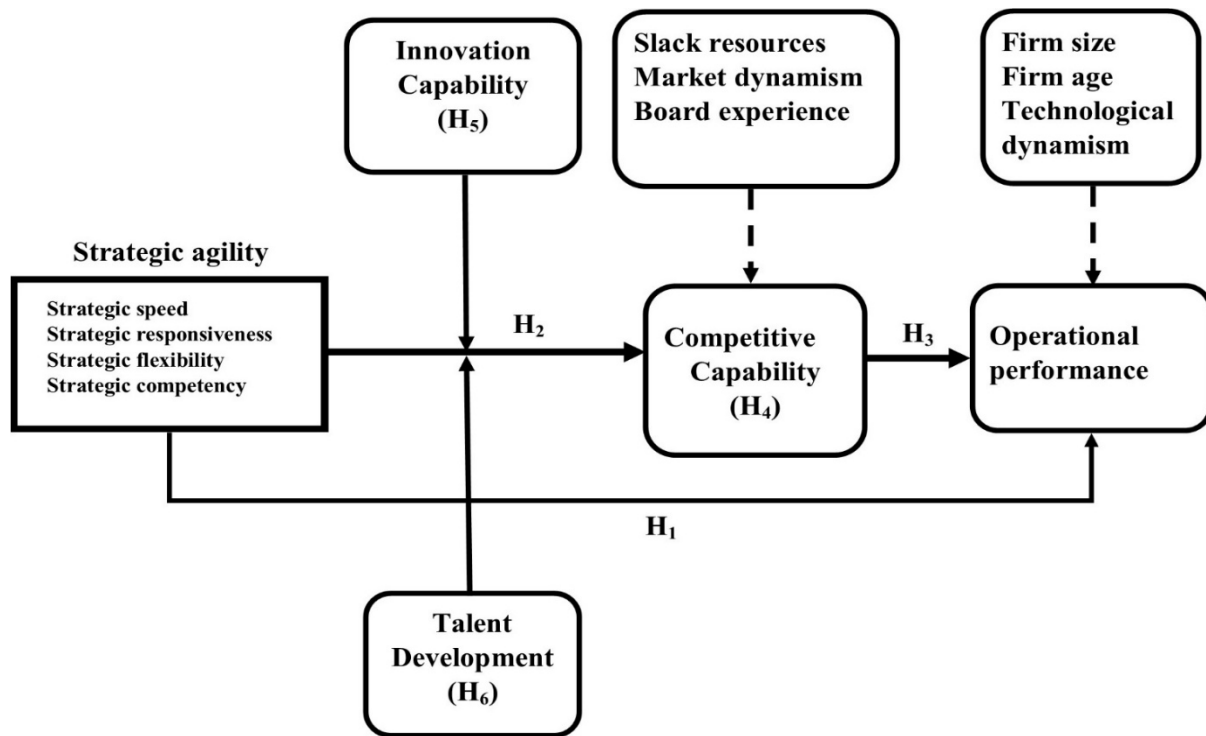 Innovation
Capability
(H₅)
Slack resources
Market dynamism
Board experience
Firm size
Firm age
Technological
dynamism
Strategic agility
Strategic speed
Strategic responsiveness
Strategic flexibility
Strategic competency
H₂
Competitive
Capability
(H₄)
H₃
Operational
performance
H₁
Talent
Development
(H₆)